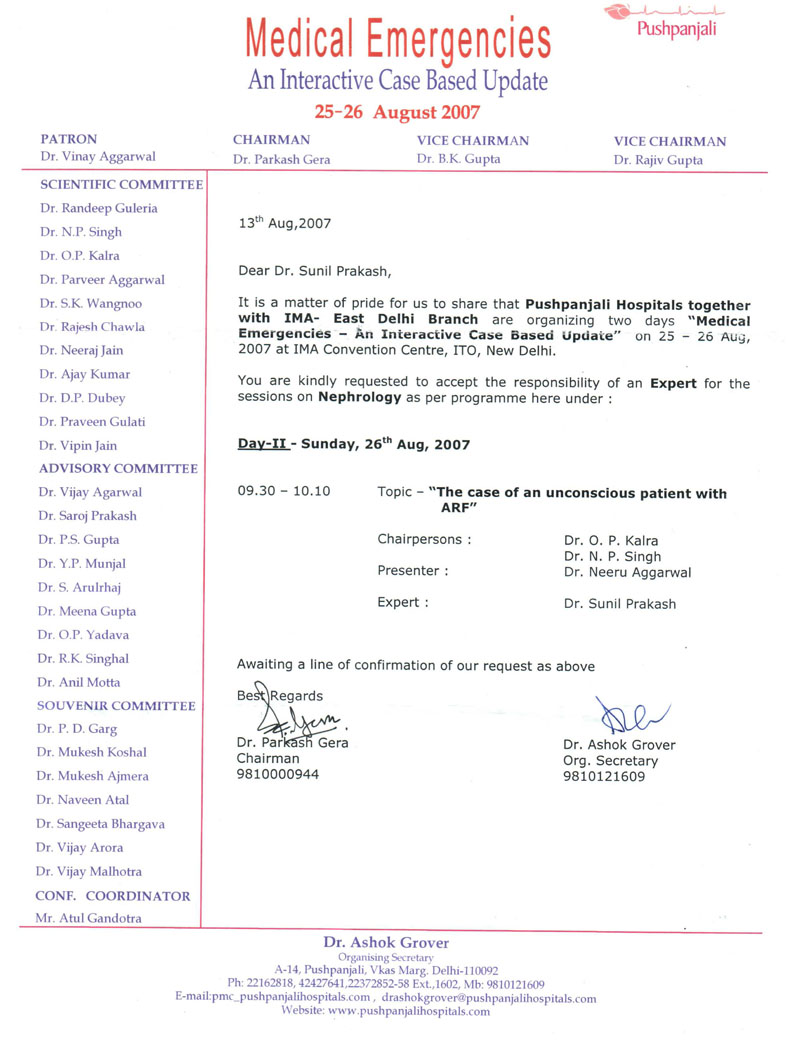 Pushpanjali
Medical Emergencies
An Interactive Case Based Update
25-26 August 2007
PATRON
Dr. Vinay Aggarwal
CHAIRMAN
Dr. Parkash Gera
VICE CHAIRMAN
Dr. B.K. Gupta
VICE CHAIRMAN
Dr. Rajiv Gupta
SCIENTIFIC COMMITTEE
Dr. Randeep Guleria
Dr. N.P. Singh
Dr. O.P. Kalra
Dr. Parveer Aggarwal
Dr. S.K. Wangnoo
Dr. Rajesh Chawla
Dr. Neeraj Jain
Dr. Ajay Kumar
Dr. D.P. Dubey
Dr. Praveen Gulati
Dr. Vipin Jain
ADVISORY COMMITTEE
Dr. Vijay Agarwal
Dr. Saroj Prakash
Dr. P.S. Gupta
Dr. Y.P. Munjal
Dr. S. Arulrhaj
Dr. Meena Gupta
Dr. O.P. Yadava
Dr. R.K. Singhal
Dr. Anil Motta
SOUVENIR COMMITTEE
Dr. P. D. Garg
Dr. Mukesh Koshal
Dr. Mukesh Ajmera
Dr. Naveen Atal
Dr. Sangeeta Bhargava
Dr. Vijay Arora
Dr. Vijay Malhotra
CONF. COORDINATOR
Mr. Atul Gandotra
13th Aug,2007
Dear Dr. Sunil Prakash,
It is a matter of pride for us to share that Pushpanjali Hospitals together
with IMA- East Delhi Branch are organizing two days “Medical
Emergencies – An Interactive Case Based Update” on 25 – 26 Aug,
2007 at IMA Convention Centre, ITO, New Delhi.
You are kindly requested to accept the responsibility of an Expert for the
sessions on Nephrology as per programme here under :
Day-II - Sunday, 26th Aug, 2007
09.30 – 10.10 Topic – “The case of an unconscious patient with
ARF”
Chairpersons : Dr. O. P. Kalra
Dr. N. P. Singh
Presenter : Dr. Neeru Aggarwal
Expert : Dr. Sunil Prakash
Awaiting a line of confirmation of our request as above
Best Regards
Dr. Parkash Gera
Chairman
9810000944
Dr. Ashok Grover
Org. Secretary
9810121609
Dr. Ashok Grover
Organising Secretary
A-14, Pushpanjali, Vkas Marg. Delhi-110092
Ph: 22162818, 42427641,22372852-58 Ext.,1602, Mb: 9810121609
E-mail:pmc_pushpanjalihospitals.com , drashokgrover@pushpanjalihospitals.com
Website: www.pushpanjalihospitals.com